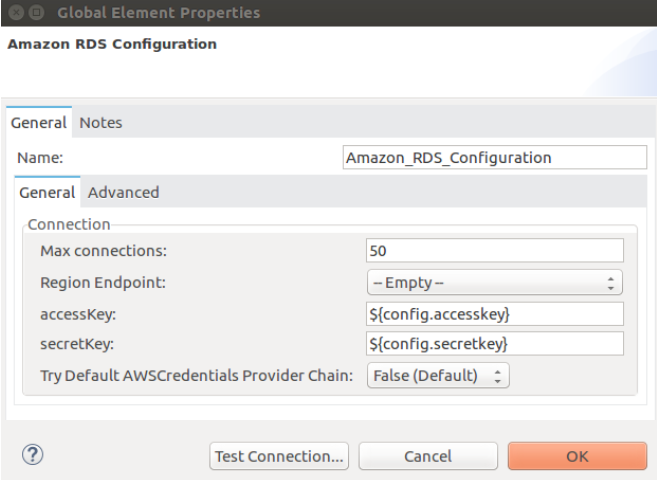 Global Element Properties
Amazon RDS Configuration
General Notes
Name: Amazon_RDS_Configuration
General Advanced
Connection
Max connections: 50
Region Endpoint: -- Empty --
accessKey: ${config.accesskey}
secretKey: ${config.secretkey}
Try Default AWSCredentials Provider Chain: False (Default)
? Test Connection... Cancel OK